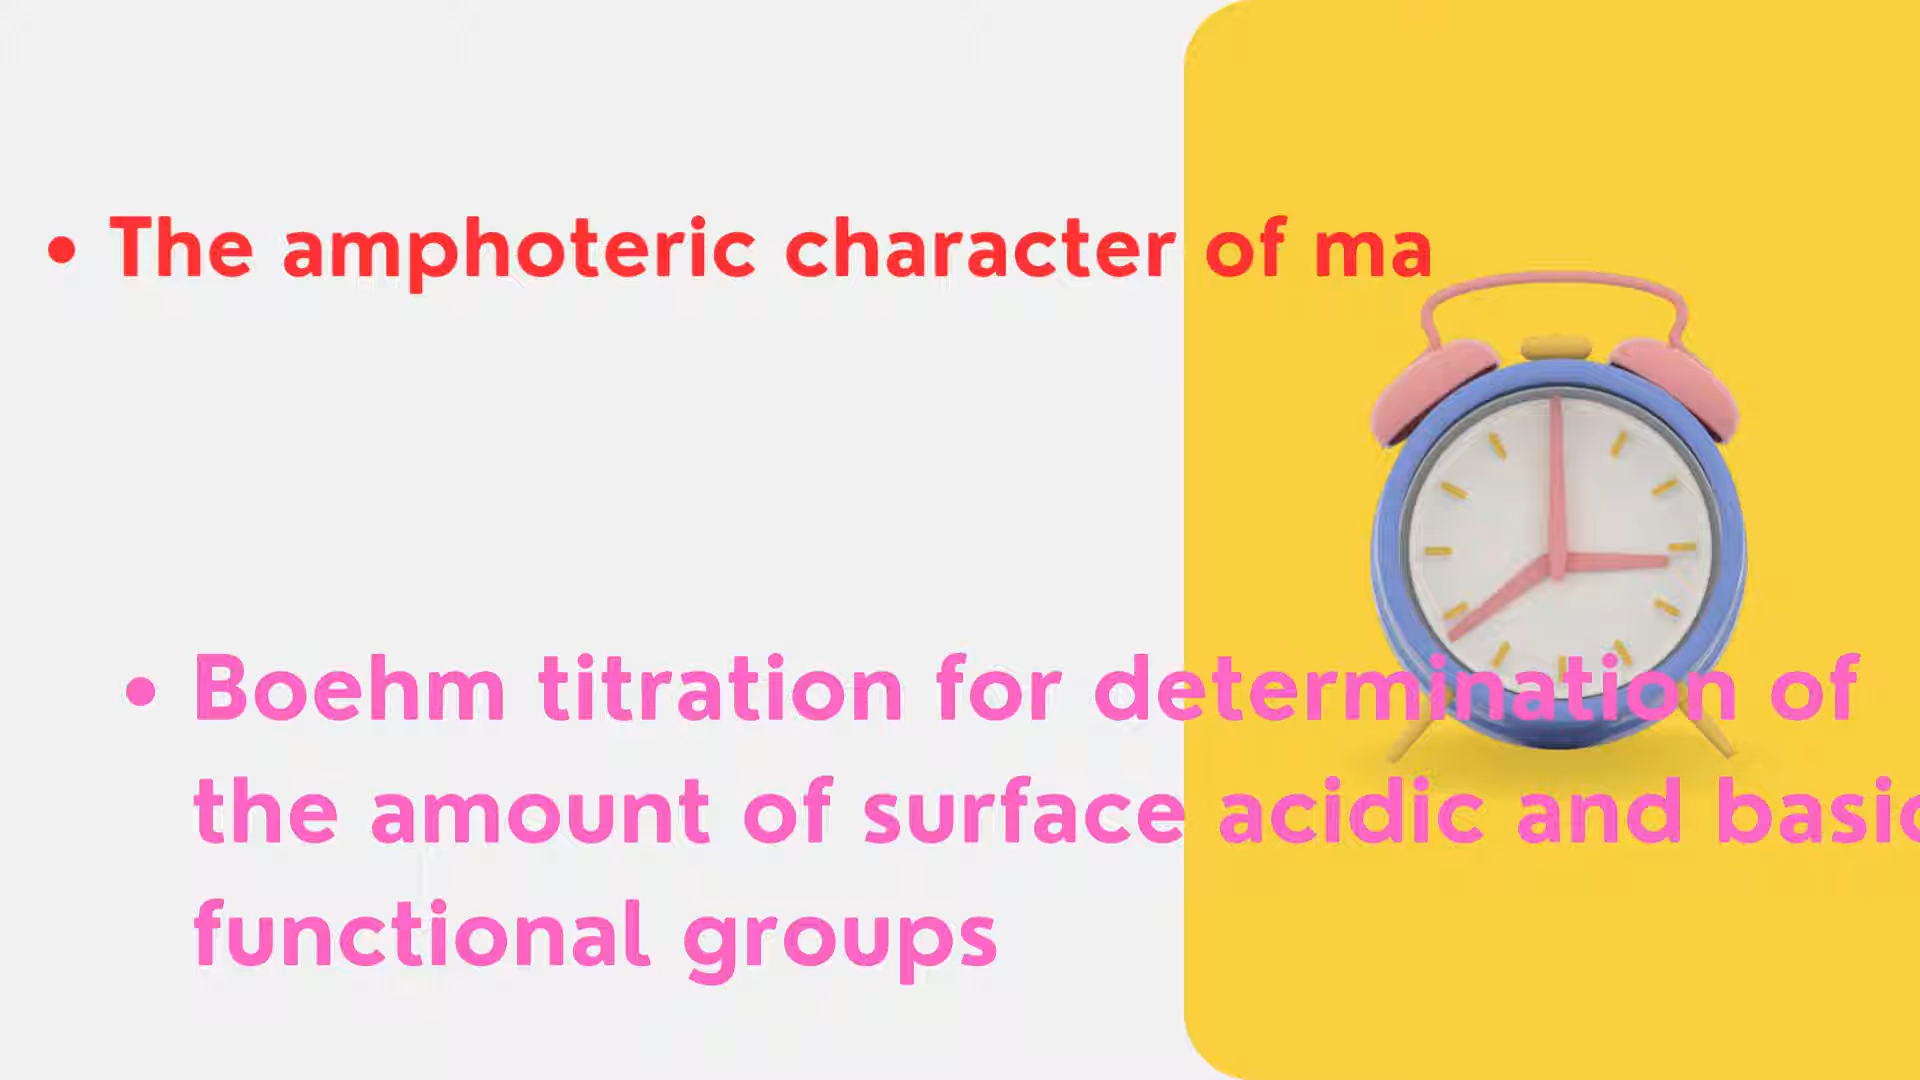 • The amphoteric character of ma
• Boehm titration for determination of
the amount of surface acidic and basic
functional groups